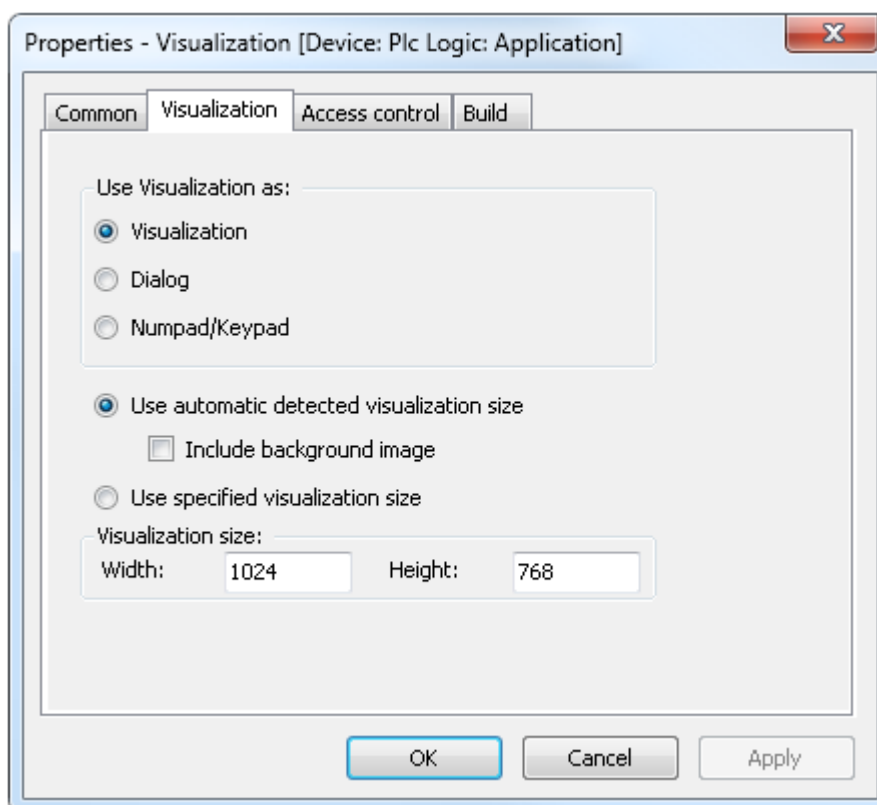 Properties - Visualization [Device: Plc Logic: Application]
Common Visualization Access control Build
Use Visualization as:
Visualization
Dialog
Numpad/Keypad
Use automatic detected visualization size
Include background image
Use specified visualization size
Visualization size:
Width: 1024 Height: 768
OK Cancel Apply